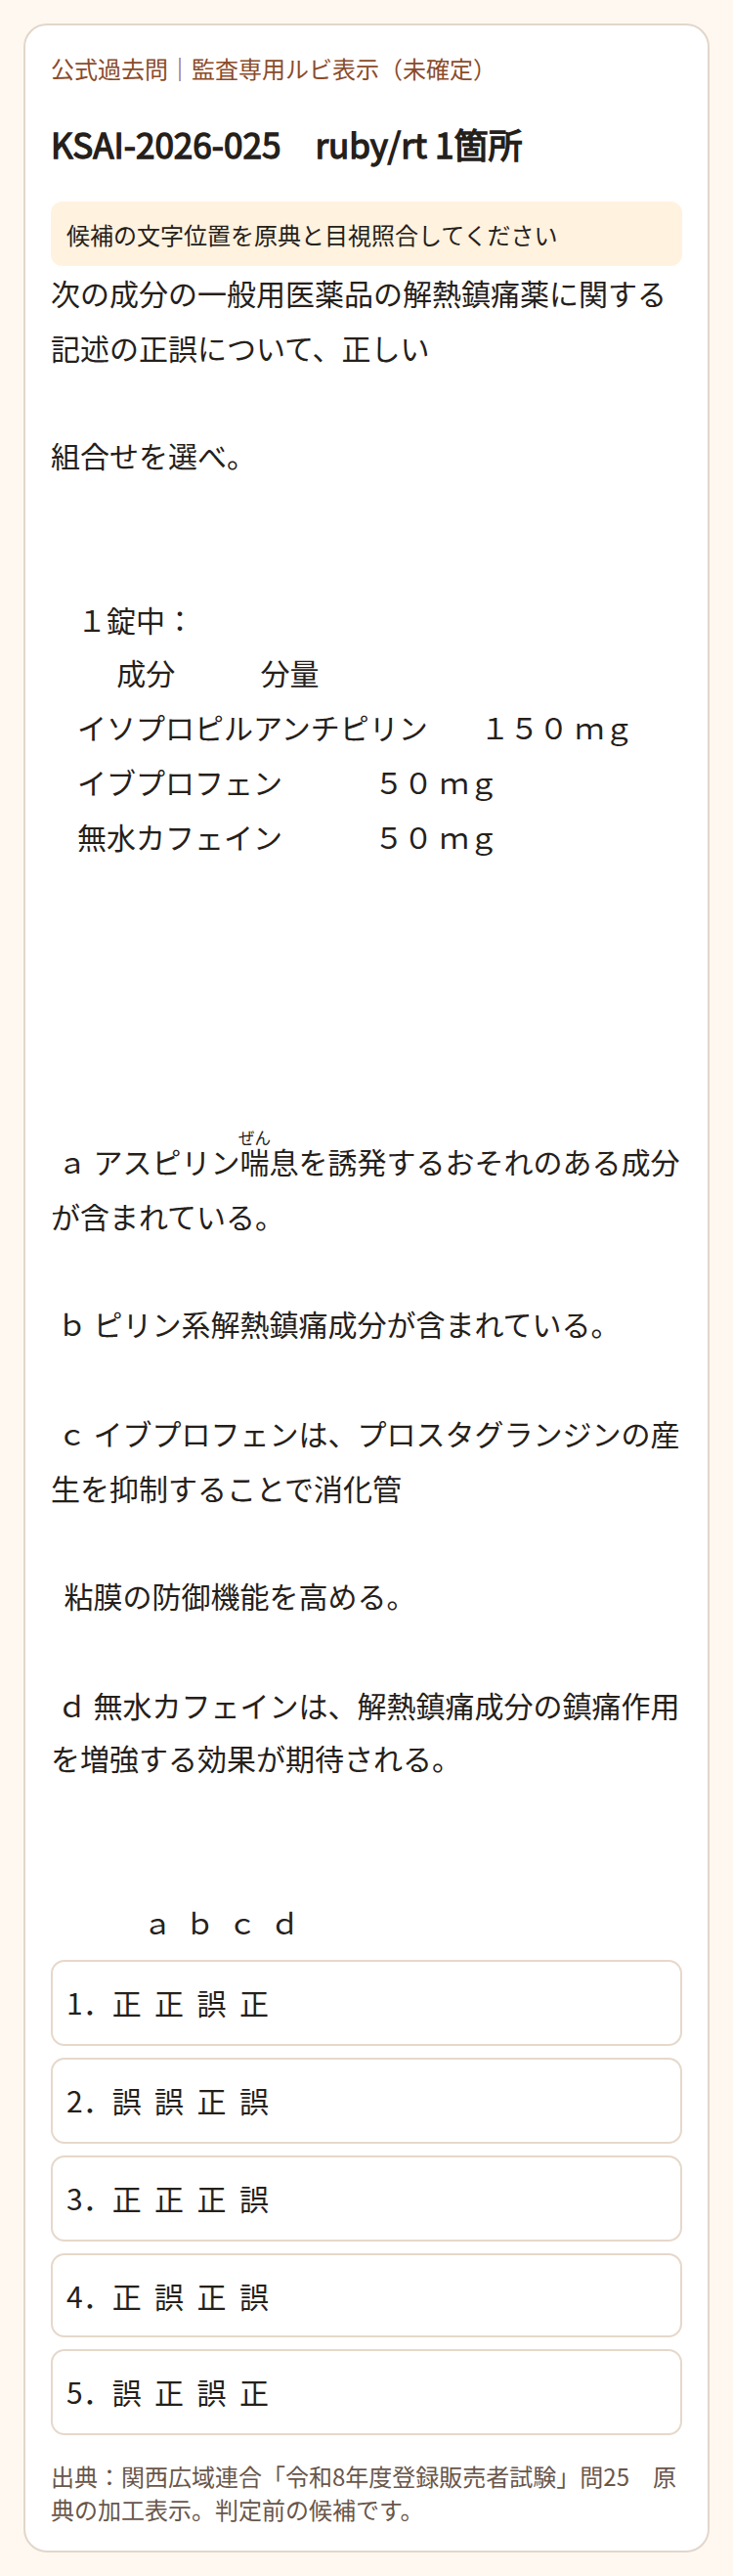 公式過去問｜監査専用ルビ表示（未確定）
KSAI-2026-025　ruby/rt 1箇所
候補の文字位置を原典と目視照合してください
次の成分の一般用医薬品の解熱鎮痛薬に関する
記述の正誤について、正しい
組合せを選べ。
１錠中：
成分　　　分量
イソプロピルアンチピリン　　１５０ｍｇ
イブプロフェン　　　５０ｍｇ
無水カフェイン　　　５０ｍｇ
ぜん
ａ アスピリン喘息を誘発するおそれのある成分
が含まれている。
ｂ ピリン系解熱鎮痛成分が含まれている。
ｃ イブプロフェンは、プロスタグランジンの産
生を抑制することで消化管
粘膜の防御機能を高める。
ｄ 無水カフェインは、解熱鎮痛成分の鎮痛作用
を増強する効果が期待される。
ａ ｂ ｃ ｄ
1．正 正 誤 正
2．誤 誤 正 誤
3．正 正 正 誤
4．正 誤 正 誤
5．誤 正 誤 正
出典：関西広域連合「令和8年度登録販売者試験」問25　原
典の加工表示。判定前の候補です。